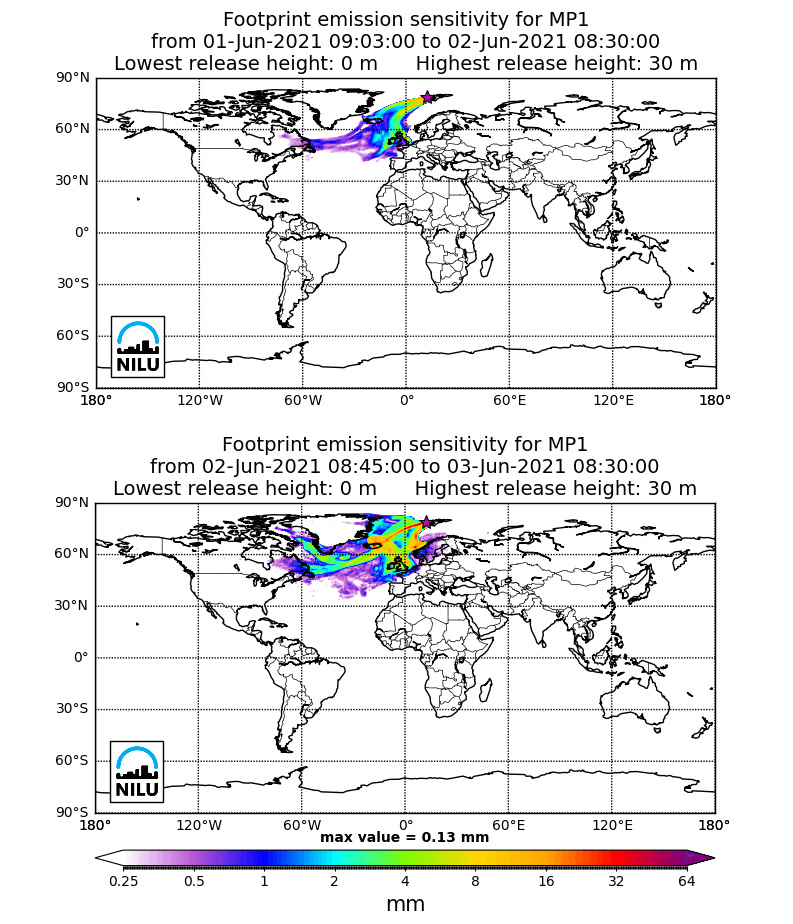 Footprint emission sensitivity for MP1
from 01-Jun-2021 09:03:00 to 02-Jun-2021 08:30:00
Lowest release height: 0 m Highest release height: 30 m
90°N
60°N
30°N
0°
30°S
60°S
90°S
NILU
180° 120°W 60°W 0° 60°E 120°E 180°
Footprint emission sensitivity for MP1
from 02-Jun-2021 08:45:00 to 03-Jun-2021 08:30:00
Lowest release height: 0 m Highest release height: 30 m
90°N
60°N
30°N
0°
30°S
60°S
90°S
NILU
180° 120°W 60°W 0° 60°E 120°E 180°
max value = 0.13 mm
0.25 0.5 1 2 4 8 16 32 64
mm